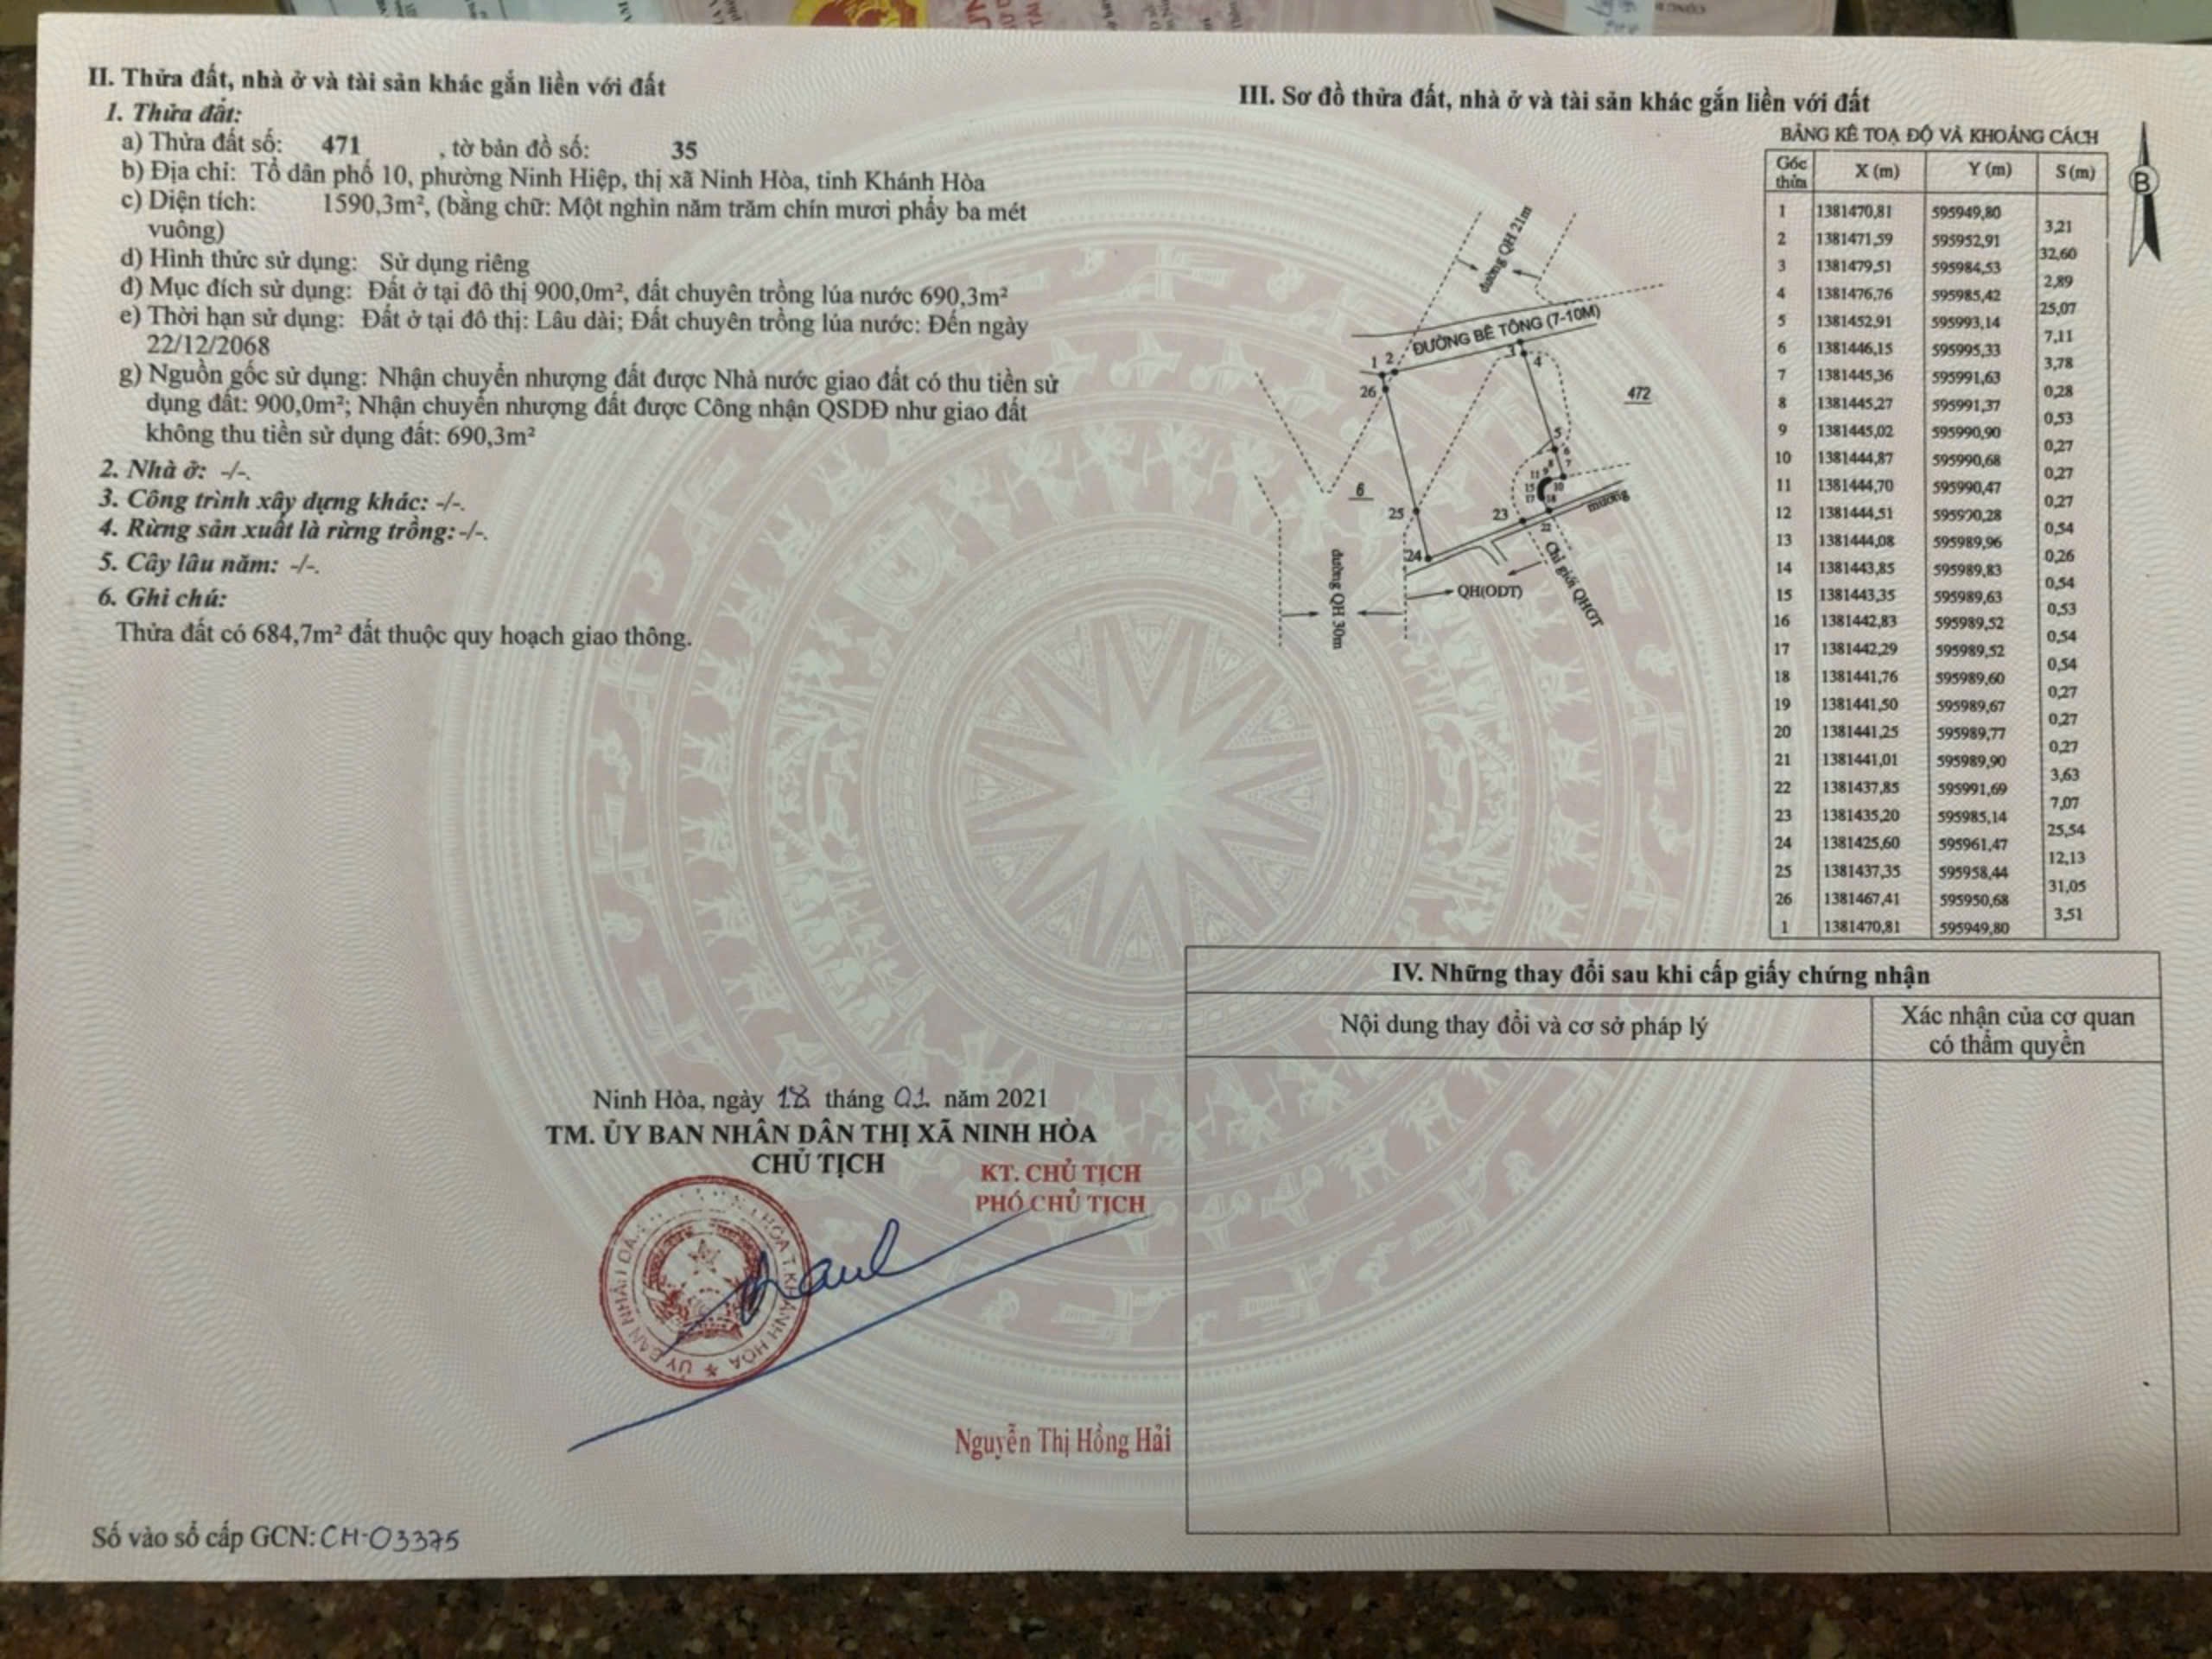 II. Thửa đất, nhà ở và tài sản khác gắn liền với đất
1. Thửa đất:
a) Thửa đất số: 471 , tờ bản đồ số: 35
b) Địa chỉ: Tổ dân phố 10, phường Ninh Hiệp, thị xã Ninh Hòa, tỉnh Khánh Hòa
c) Diện tích: 1590,3m², (bằng chữ: Một nghìn năm trăm chín mươi phẩy ba mét
vuông)
d) Hình thức sử dụng: Sử dụng riêng
đ) Mục đích sử dụng: Đất ở tại đô thị 900,0m², đất chuyên trồng lúa nước 690,3m²
e) Thời hạn sử dụng: Đất ở tại đô thị: Lâu dài; Đất chuyên trồng lúa nước: Đến ngày
22/12/2068
g) Nguồn gốc sử dụng: Nhận chuyển nhượng đất được Nhà nước giao đất có thu tiền sử
dụng đất: 900,0m²; Nhận chuyển nhượng đất được Công nhận QSDĐ như giao đất
không thu tiền sử dụng đất: 690,3m²
2. Nhà ở: -/-.
3. Công trình xây dựng khác: -/-.
4. Rừng sản xuất là rừng trồng: -/-.
5. Cây lâu năm: -/-.
6. Ghi chú:
Thửa đất có 684,7m² đất thuộc quy hoạch giao thông.
Ninh Hòa, ngày 18 tháng 01 năm 2021
TM. ỦY BAN NHÂN DÂN THỊ XÃ NINH HÒA
CHỦ TỊCH
KT. CHỦ TỊCH
PHÓ CHỦ TỊCH
Nguyễn Thị Hồng Hải
Số vào sổ cấp GCN: CH-03375
III. Sơ đồ thửa đất, nhà ở và tài sản khác gắn liền với đất
đường QH 21m
ĐƯỜNG BÊ TÔNG (7-10M)
1 2 3 4
26
472
5
6
7
6
25
23
22
24
mương
QH(ODT)
Chỉ giới QHGT
đường QH 30m
B
BẢNG KÊ TOẠ ĐỘ VÀ KHOẢNG CÁCH
Góc thửa X (m) Y (m) S (m)
1 1381470,81 595949,80
3,21
2 1381471,59 595952,91
32,60
3 1381479,51 595984,53
2,89
4 1381476,76 595985,42
25,07
5 1381452,91 595993,14
7,11
6 1381446,15 595995,33
3,78
7 1381445,36 595991,63
0,28
8 1381445,27 595991,37
0,53
9 1381445,02 595990,90
0,27
10 1381444,87 595990,68
0,27
11 1381444,70 595990,47
0,27
12 1381444,51 595990,28
0,54
13 1381444,08 595989,96
0,26
14 1381443,85 595989,83
0,54
15 1381443,35 595989,63
0,53
16 1381442,83 595989,52
0,54
17 1381442,29 595989,52
0,54
18 1381441,76 595989,60
0,27
19 1381441,50 595989,67
0,27
20 1381441,25 595989,77
0,27
21 1381441,01 595989,90
3,63
22 1381437,85 595991,69
7,07
23 1381435,20 595985,14
25,54
24 1381425,60 595961,47
12,13
25 1381437,35 595958,44
31,05
26 1381467,41 595950,68
3,51
1 1381470,81 595949,80
IV. Những thay đổi sau khi cấp giấy chứng nhận
Nội dung thay đổi và cơ sở pháp lý
Xác nhận của cơ quan
có thẩm quyền